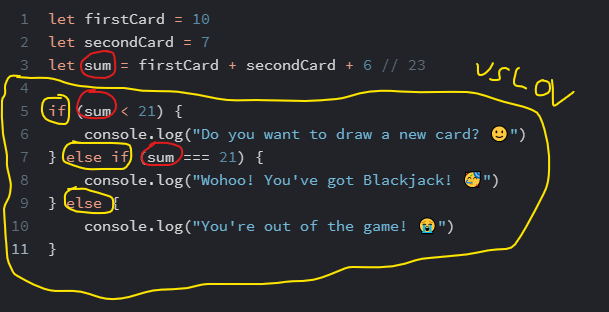 1 let firstCard = 10
2 let secondCard = 7
3 let sum = firstCard + secondCard + 6 // 23
4
5 if (sum < 21) {
6 console.log("Do you want to draw a new card? 🙂")
7 } else if (sum === 21) {
8 console.log("Wohoo! You've got Blackjack! 🥳")
9 } else {
10 console.log("You're out of the game! 😭")
11 }